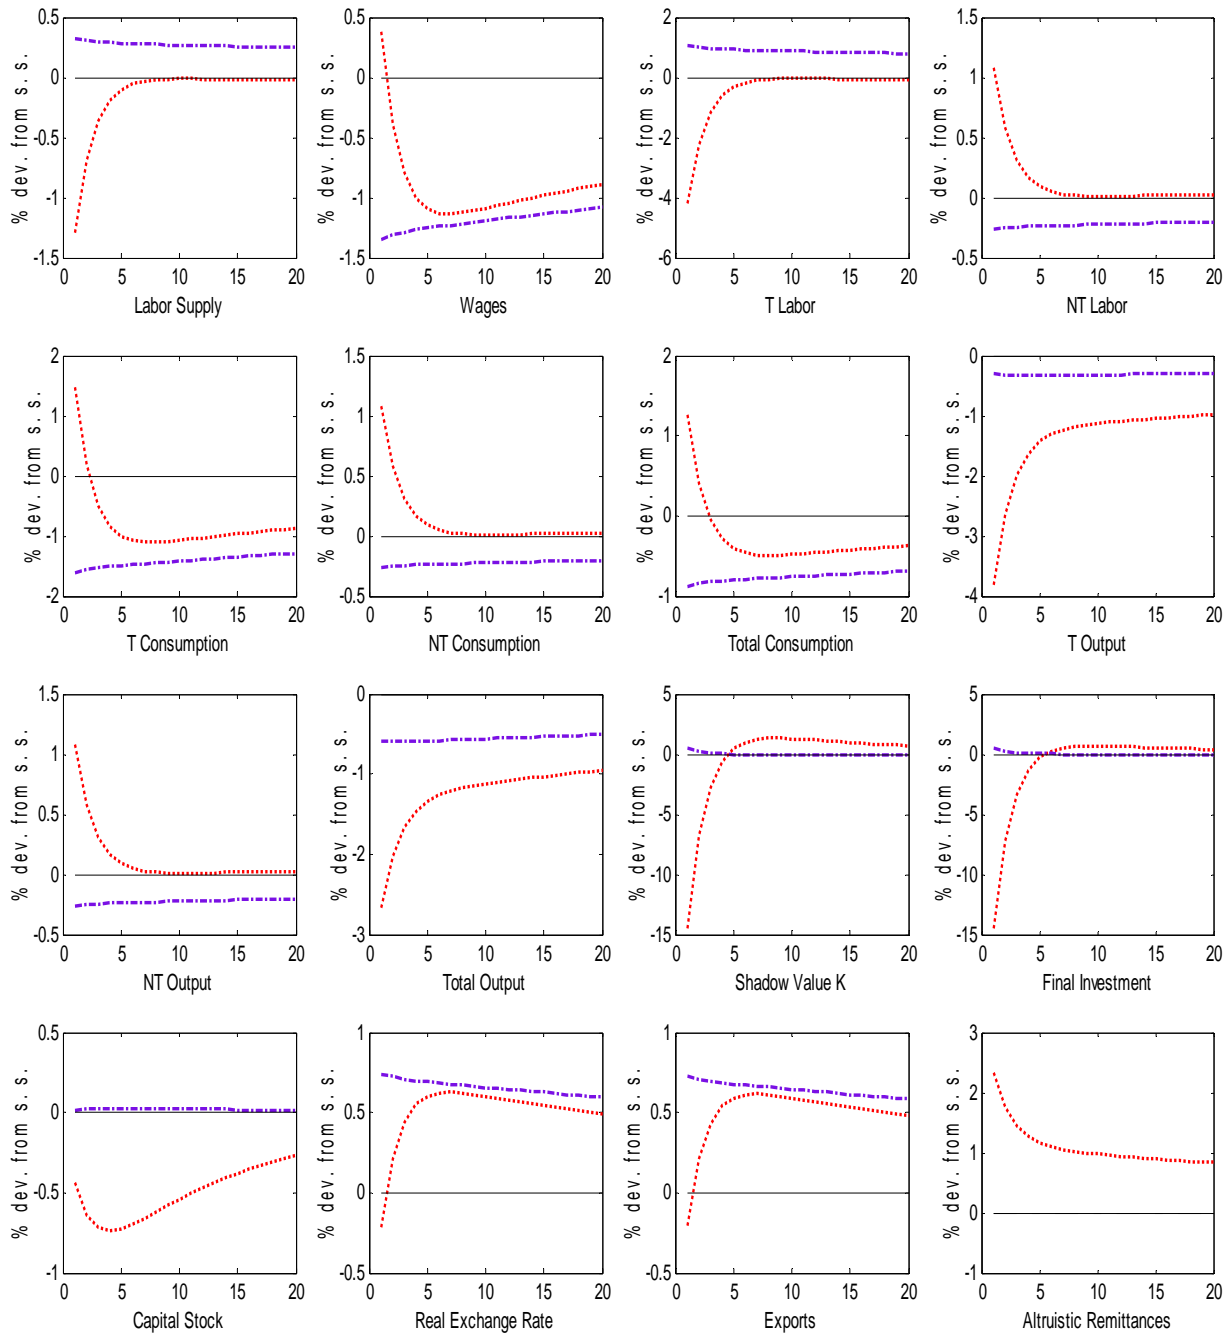 % dev. from s.s.
0.5
0
-0.5
-1
-1.5
0 5 10 15 20
Labor Supply
% dev. from s.s.
0.5
0
-0.5
-1
-1.5
0 5 10 15 20
Wages
% dev. from s.s.
2
0
-2
-4
-6
0 5 10 15 20
T Labor
% dev. from s.s.
1.5
1
0.5
0
-0.5
0 5 10 15 20
NT Labor
% dev. from s.s.
2
1
0
-1
-2
0 5 10 15 20
T Consumption
% dev. from s.s.
1.5
1
0.5
0
-0.5
0 5 10 15 20
NT Consumption
% dev. from s.s.
2
1
0
-1
0 5 10 15 20
Total Consumption
% dev. from s.s.
0
-1
-2
-3
-4
0 5 10 15 20
T Output
% dev. from s.s.
1.5
1
0.5
0
-0.5
0 5 10 15 20
NT Output
% dev. from s.s.
0
-1
-2
-3
0 5 10 15 20
Total Output
% dev. from s.s.
5
0
-5
-10
-15
0 5 10 15 20
Shadow Value K
% dev. from s.s.
5
0
-5
-10
-15
0 5 10 15 20
Final Investment
% dev. from s.s.
0.5
0
-0.5
-1
0 5 10 15 20
Capital Stock
% dev. from s.s.
1
0.5
0
-0.5
0 5 10 15 20
Real Exchange Rate
% dev. from s.s.
1
0.5
0
-0.5
0 5 10 15 20
Exports
% dev. from s.s.
3
2
1
0
-1
0 5 10 15 20
Altruistic Remittances